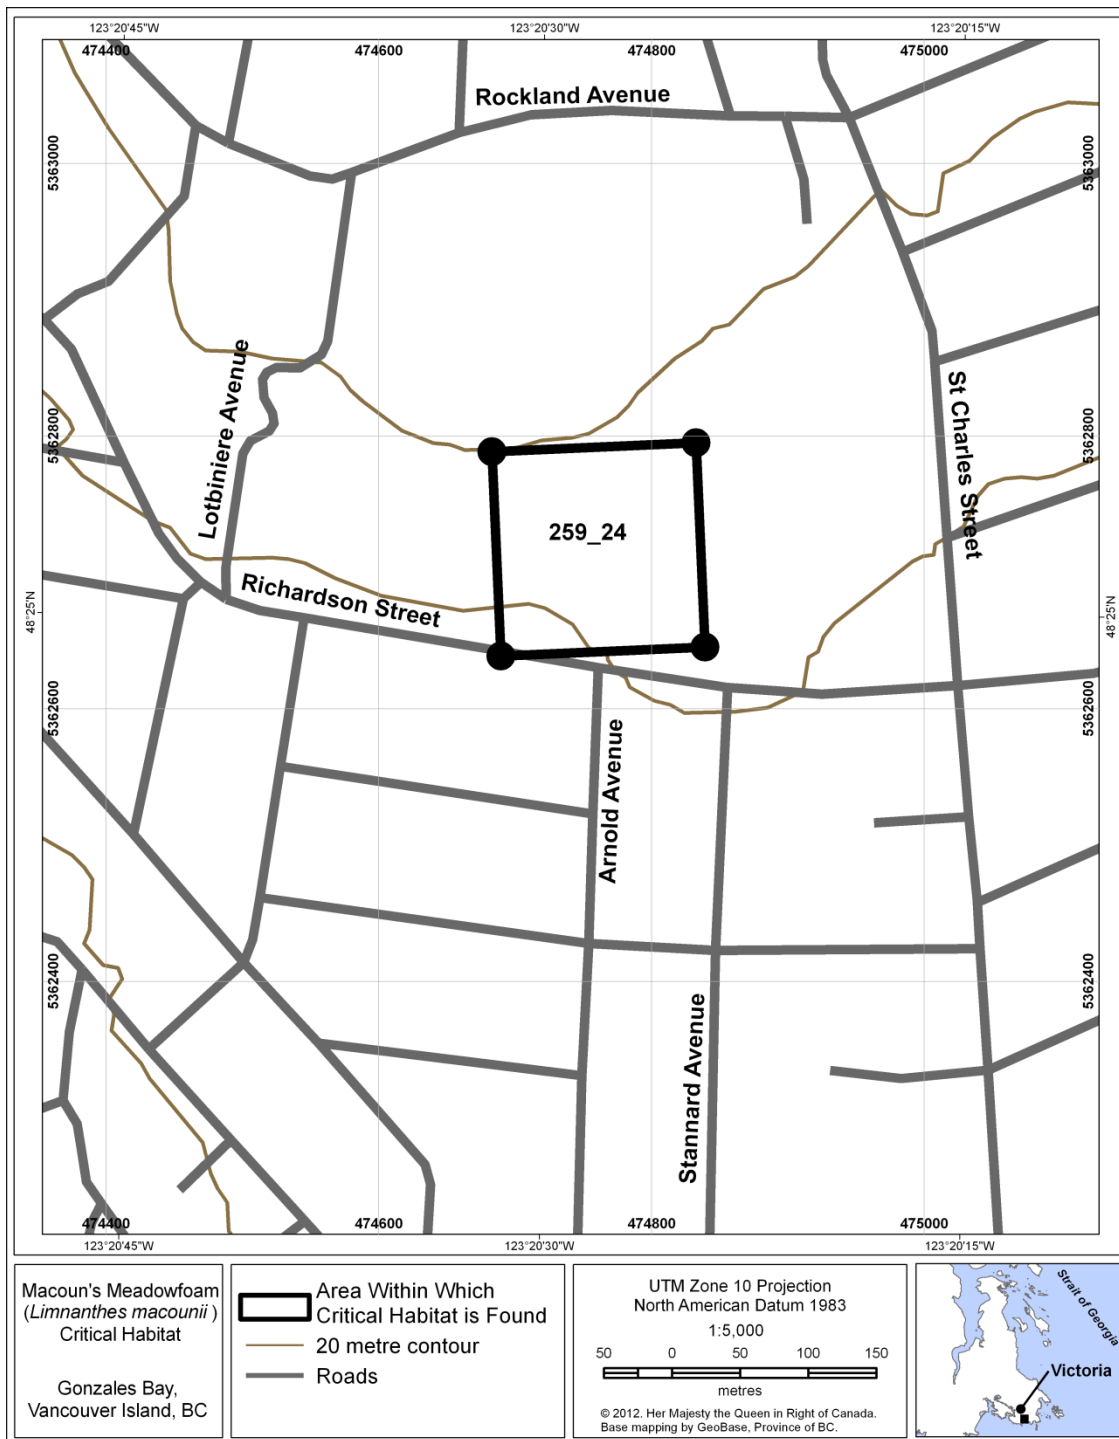 123°20'45"W 123°20'30"W 123°20'15"W
474400 474600 474800 475000
Rockland Avenue
5363000 5363000
Lotbiniere Avenue
5362800 5362800
St Charles Street
259_24
Richardson Street
48°25'N 48°25'N
5362600 5362600
Arnold Avenue
5362400 5362400
Stannard Avenue
474400 474600 474800 475000
123°20'45"W 123°20'30"W 123°20'15"W
Macoun's Meadowfoam
(Limnanthes macounii)
Critical Habitat
Gonzales Bay,
Vancouver Island, BC
Area Within Which
Critical Habitat is Found
20 metre contour
Roads
UTM Zone 10 Projection
North American Datum 1983
1:5,000
50 0 50 100 150
metres
© 2012. Her Majesty the Queen in Right of Canada.
Base mapping by GeoBase, Province of BC.
Strait of Georgia
Victoria